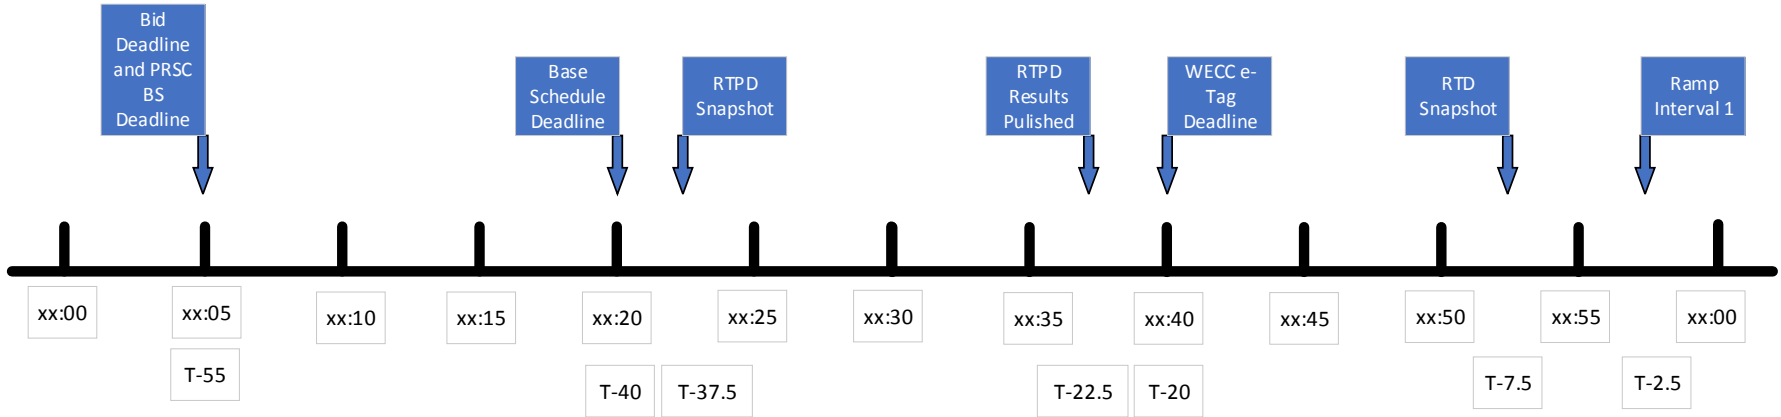 Bid
Deadline
and PRSC
BS
Deadline
Base
Schedule
Deadline
RTPD
Snapshot
RTPD
Results
Pulished
WECC e-
Tag
Deadline
RTD
Snapshot
Ramp
Interval 1
xx:00
xx:05
xx:10
xx:15
xx:20
xx:25
xx:30
xx:35
xx:40
xx:45
xx:50
xx:55
xx:00
T-55
T-40
T-37.5
T-22.5
T-20
T-7.5
T-2.5